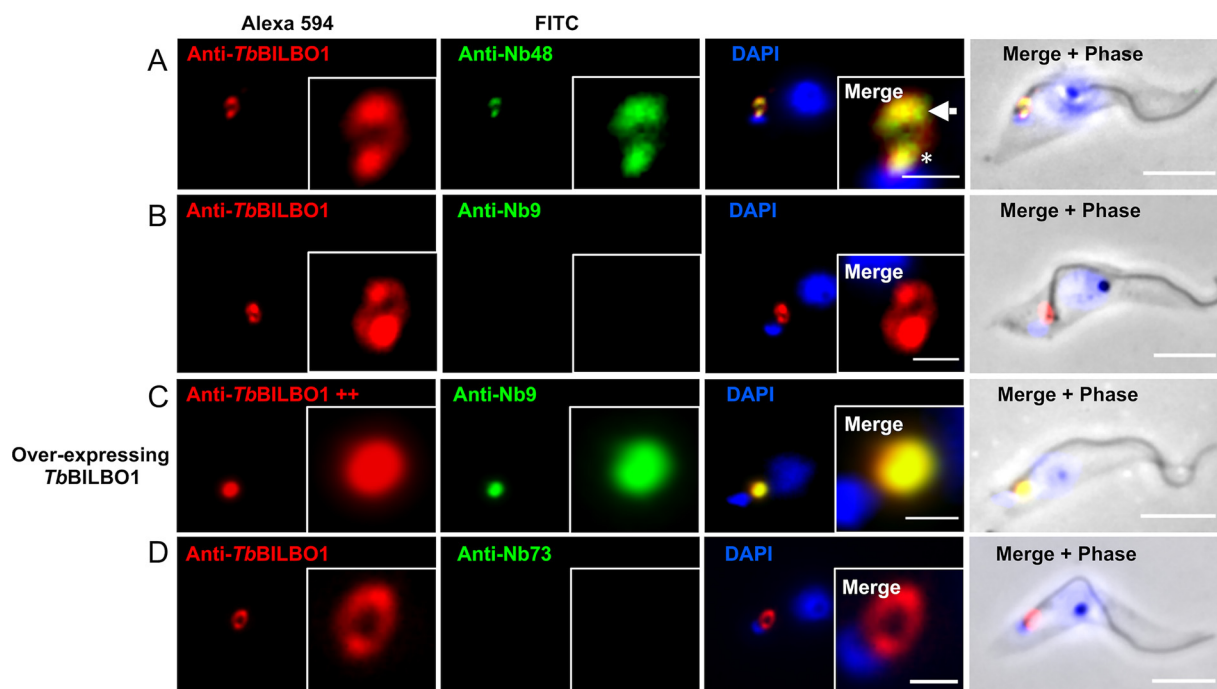 Alexa 594 FITC
A Anti-TbBILBO1 Anti-Nb48 DAPI Merge + Phase
Merge
*
B Anti-TbBILBO1 Anti-Nb9 DAPI Merge + Phase
Merge
C Anti-TbBILBO1 ++ Anti-Nb9 DAPI Merge + Phase
Merge
Over-expressing
TbBILBO1
D Anti-TbBILBO1 Anti-Nb73 DAPI Merge + Phase
Merge